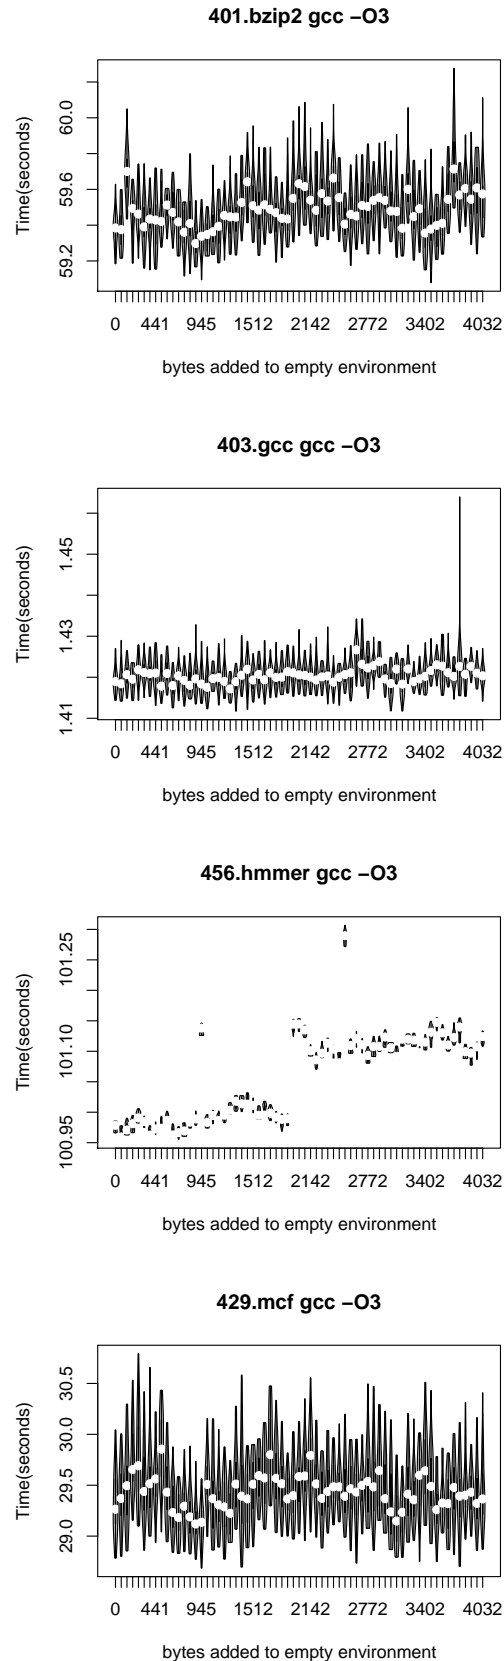 401.bzip2 gcc −O3
Time(seconds)
60.0
59.6
59.2
0 441 945 1512 2142 2772 3402 4032
bytes added to empty environment
403.gcc gcc −O3
Time(seconds)
1.45
1.43
1.41
0 441 945 1512 2142 2772 3402 4032
bytes added to empty environment
456.hmmer gcc −O3
Time(seconds)
101.25
101.10
100.95
0 441 945 1512 2142 2772 3402 4032
bytes added to empty environment
429.mcf gcc −O3
Time(seconds)
30.5
30.0
29.5
29.0
0 441 945 1512 2142 2772 3402 4032
bytes added to empty environment